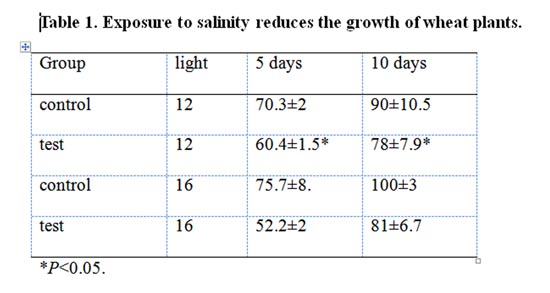 Table 1. Exposure to salinity reduces the growth of wheat plants.
Group light 5 days 10 days
control 12 70.3±2 90±10.5
test 12 60.4±1.5* 78±7.9*
control 16 75.7±8. 100±3
test 16 52.2±2 81±6.7
*P<0.05.